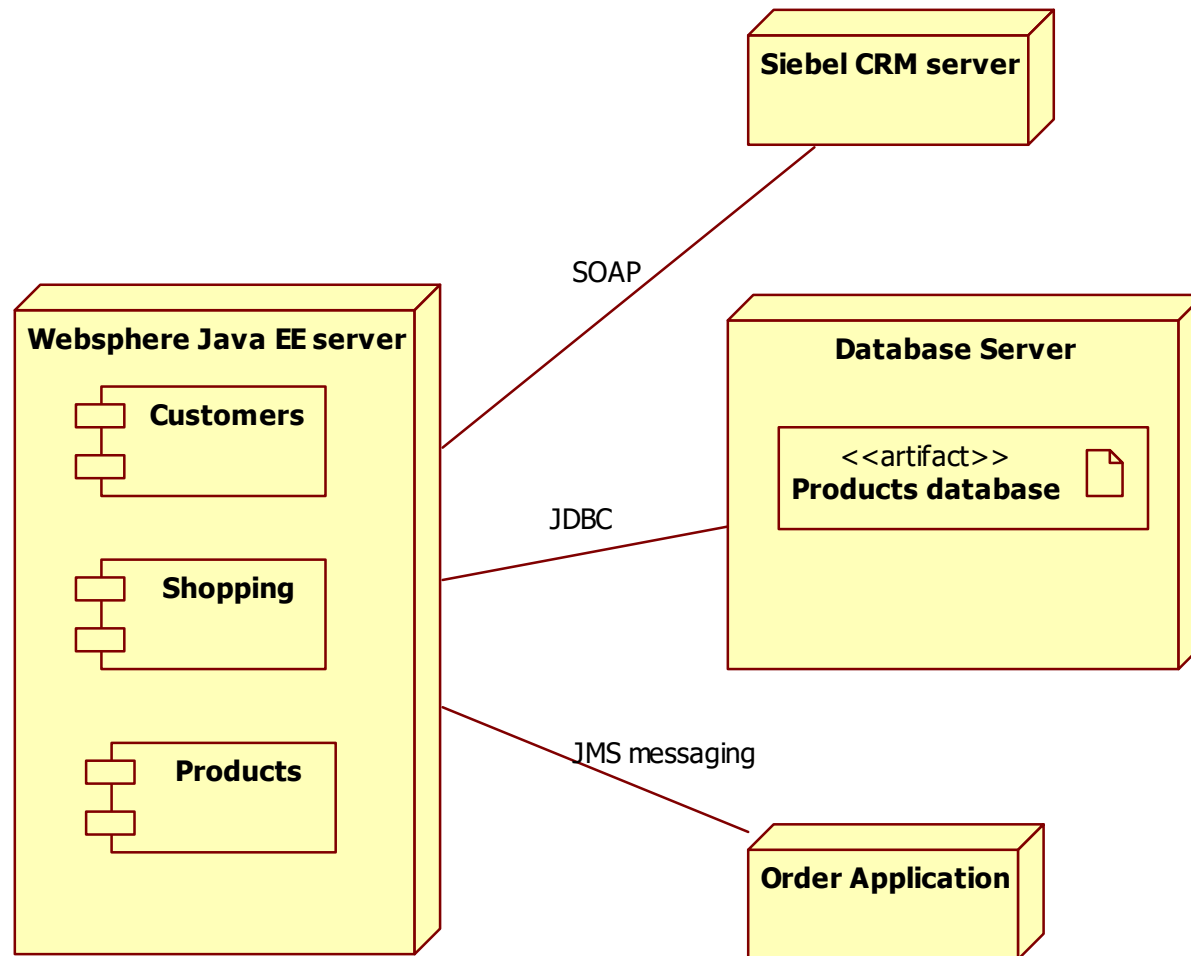 Siebel CRM server
SOAP
Websphere Java EE server
Customers
Shopping
Products
JDBC
Database Server
<<artifact>>
Products database
JMS messaging
Order Application